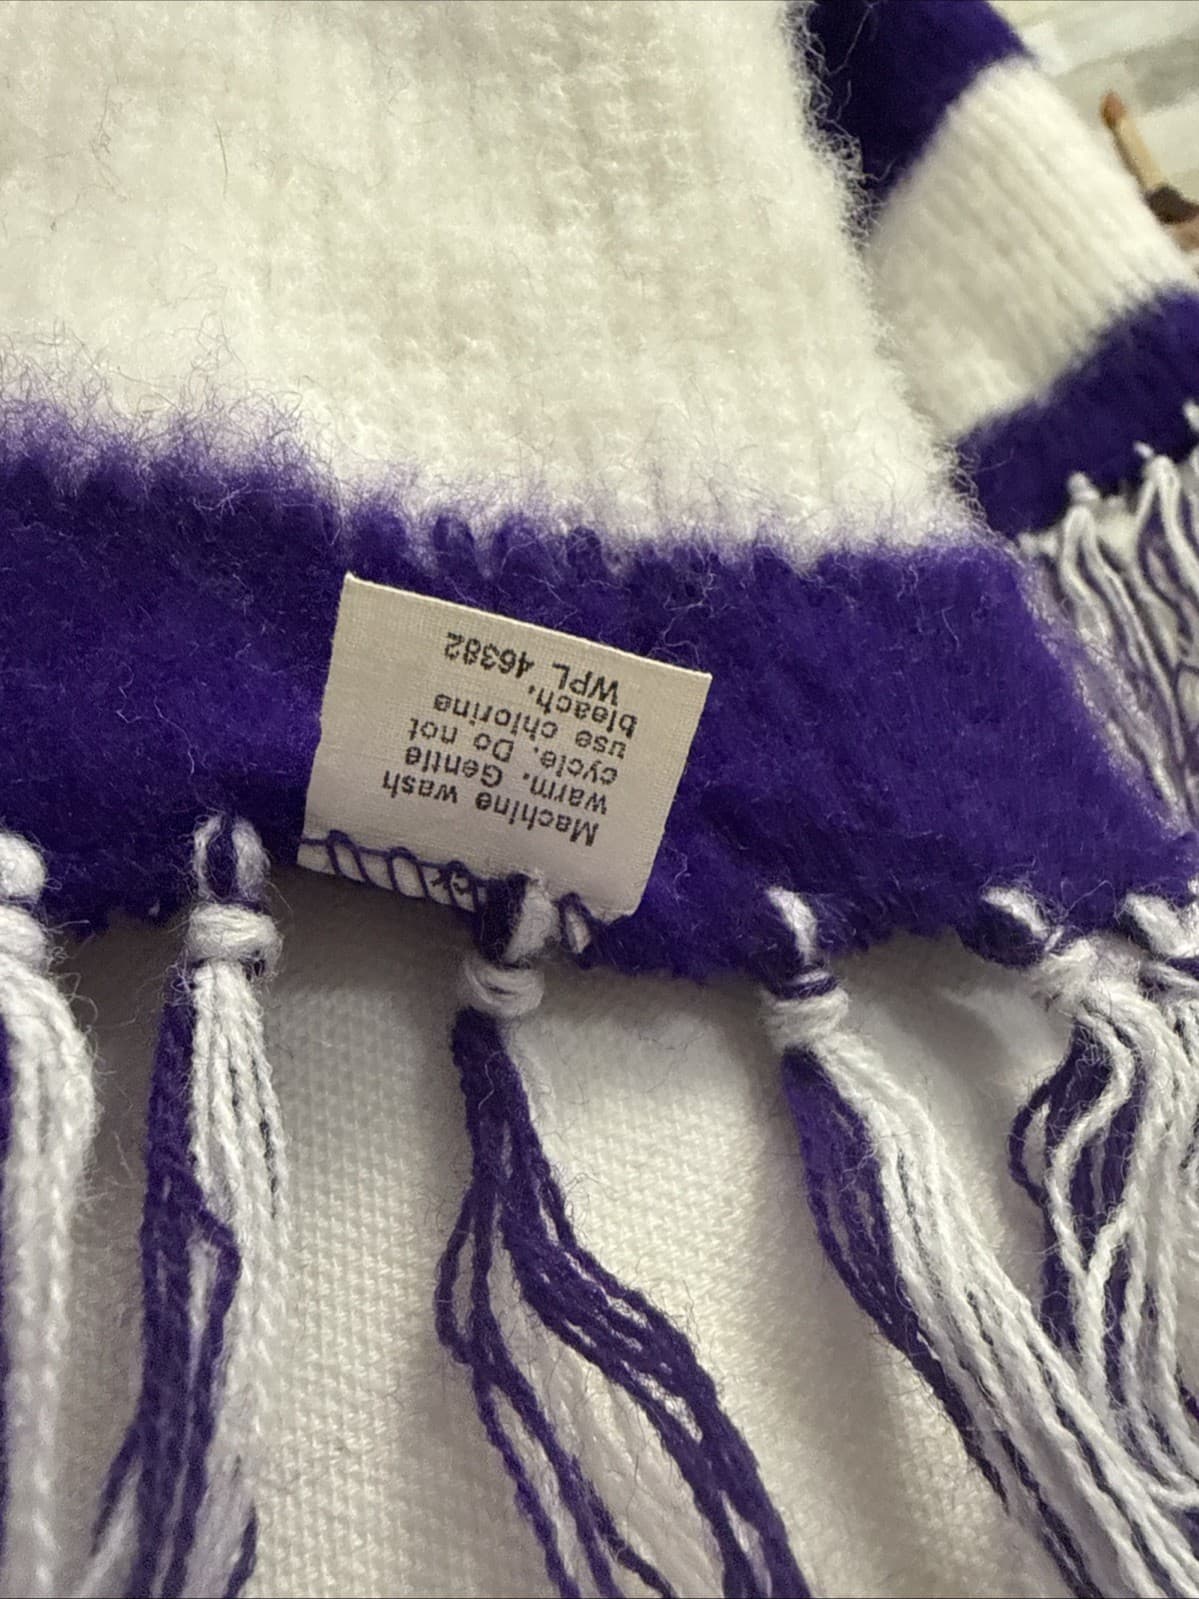 Machine wash
warm. Gentle
cycle. Do not
use chlorine
bleach.
WPL 46382